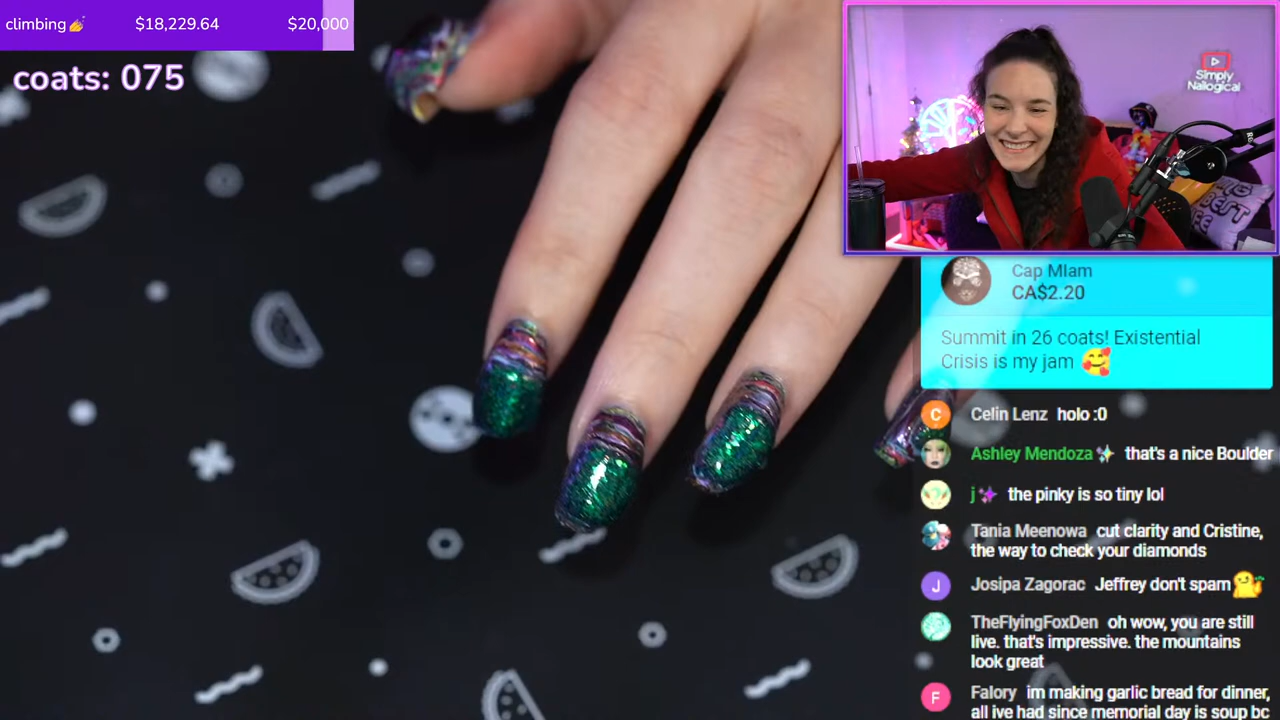 climbing💅 $18,229.64 $20,000
coats: 075
Simply
Nailogical
Cap Mlam
CA$2.20
Summit in 26 coats! Existential
Crisis is my jam 🥰
Celin Lenz holo :0
Ashley Mendoza✨ that's a nice Boulder
j✨ the pinky is so tiny lol
Tania Meenowa cut clarity and Cristine,
the way to check your diamonds
Josipa Zagorac Jeffrey don't spam
TheFlyingFoxDen oh wow, you are still
live. that's impressive. the mountains
look great
Falory im making garlic bread for dinner,
all ive had since memorial day is soup bc